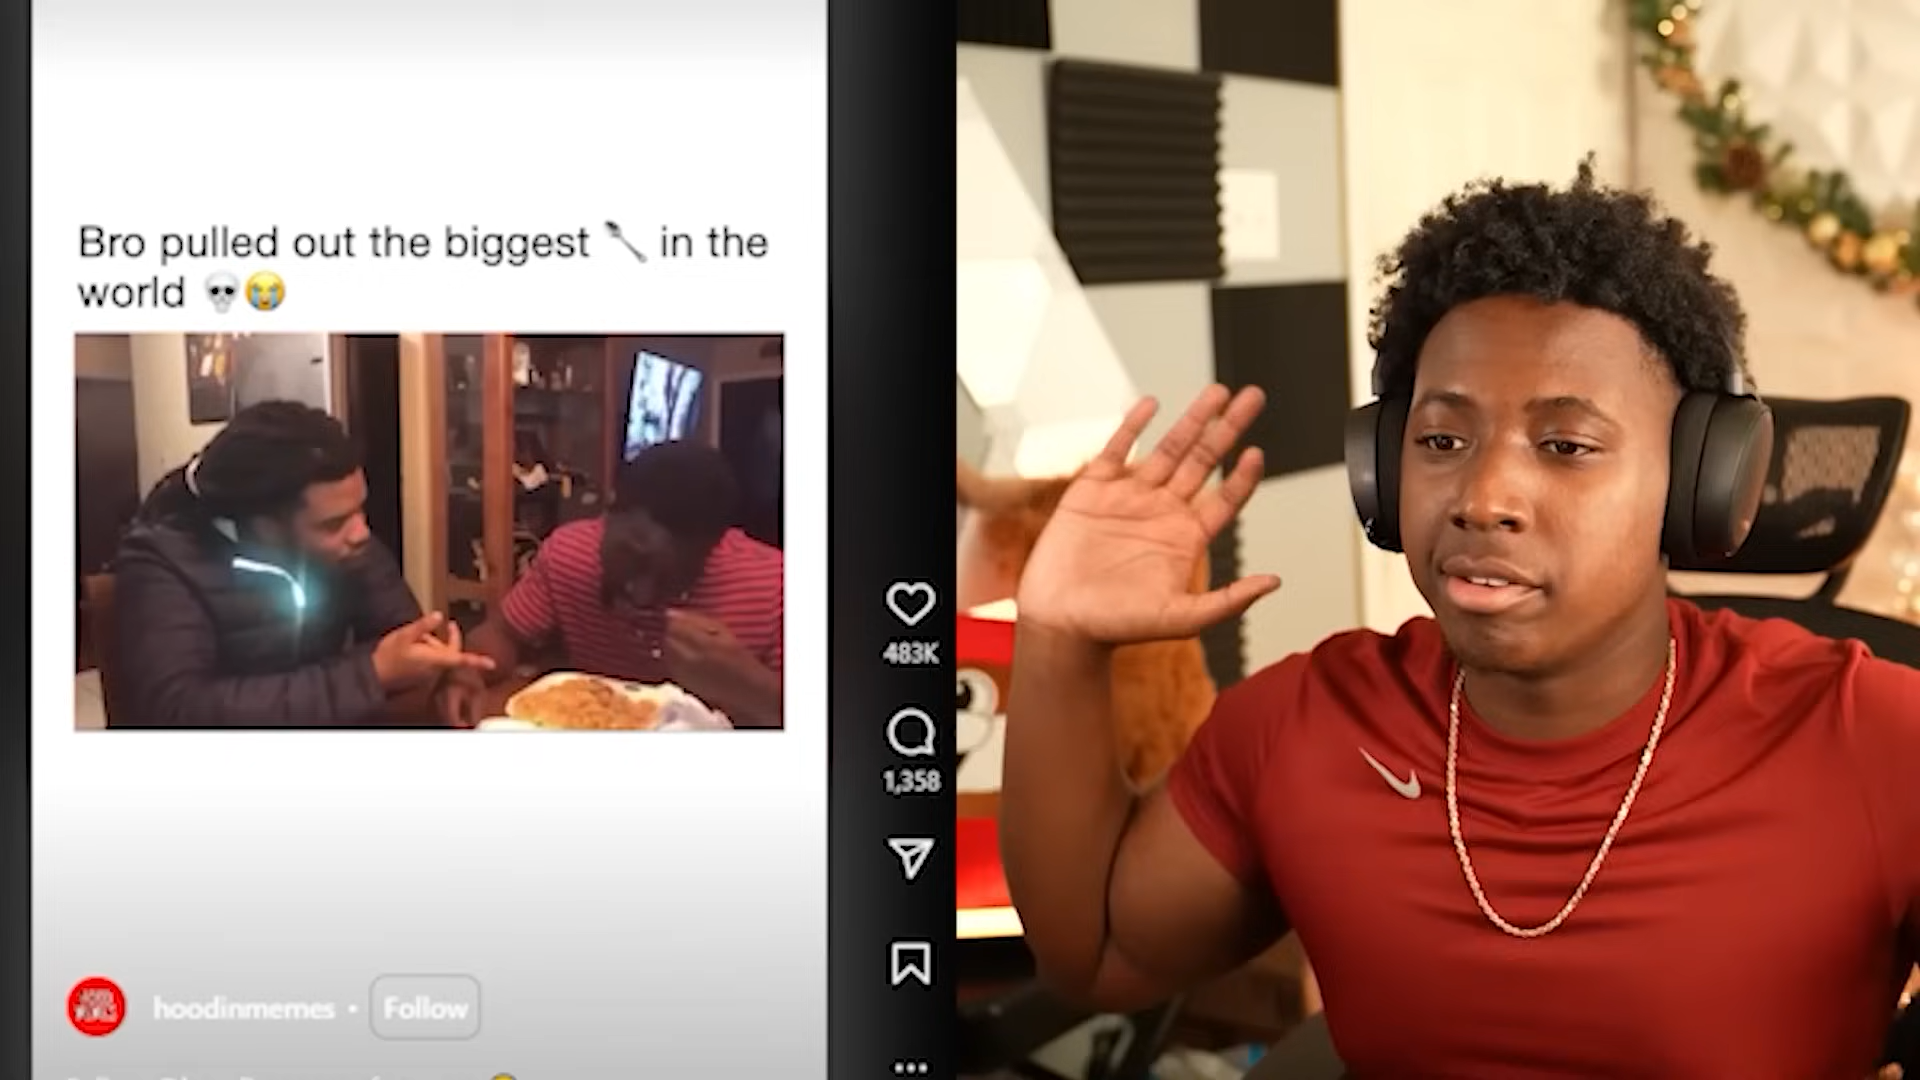 Bro pulled out the biggest 🥄 in the
world 💀😭
483K
1,358
hoodinmemes • Follow